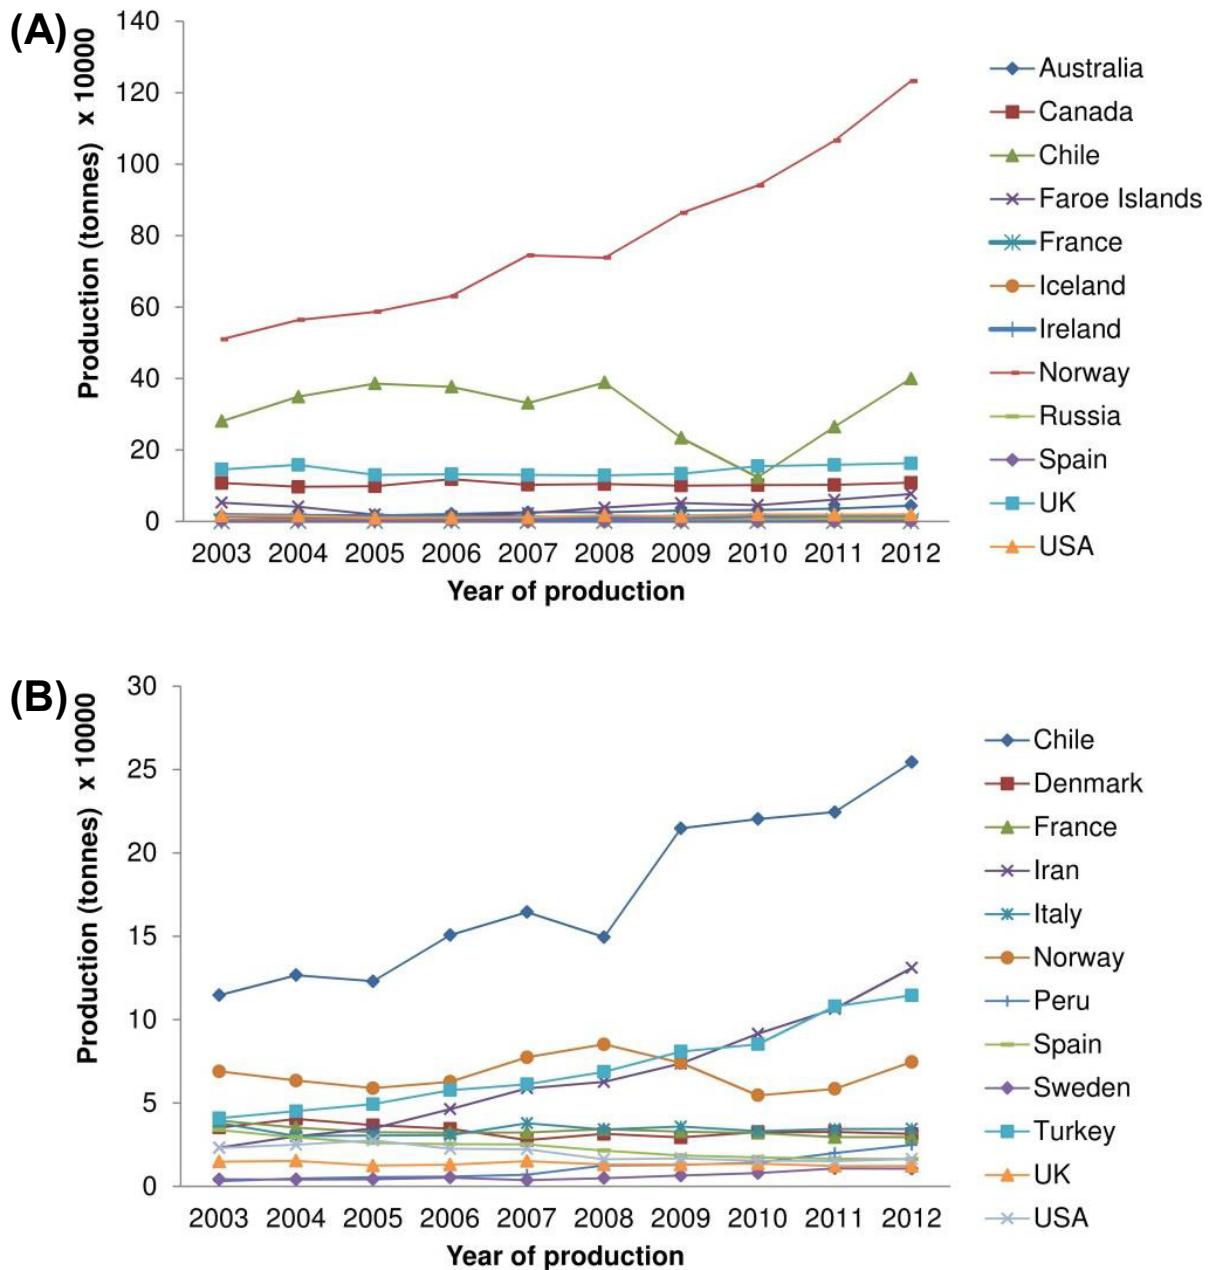 (A)
Production (tonnes) x 10000
140
120
100
80
60
40
20
0
2003 2004 2005 2006 2007 2008 2009 2010 2011 2012
Year of production
Australia
Canada
Chile
Faroe Islands
France
Iceland
Ireland
Norway
Russia
Spain
UK
USA
(B)
Production (tonnes) x 10000
30
25
20
15
10
5
0
2003 2004 2005 2006 2007 2008 2009 2010 2011 2012
Year of production
Chile
Denmark
France
Iran
Italy
Norway
Peru
Spain
Sweden
Turkey
UK
USA